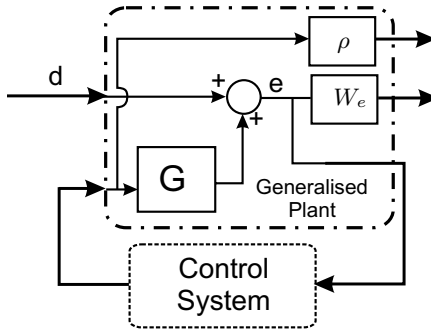 ρ
d
+
e
W_e
+
G
Generalised
Plant
Control
System